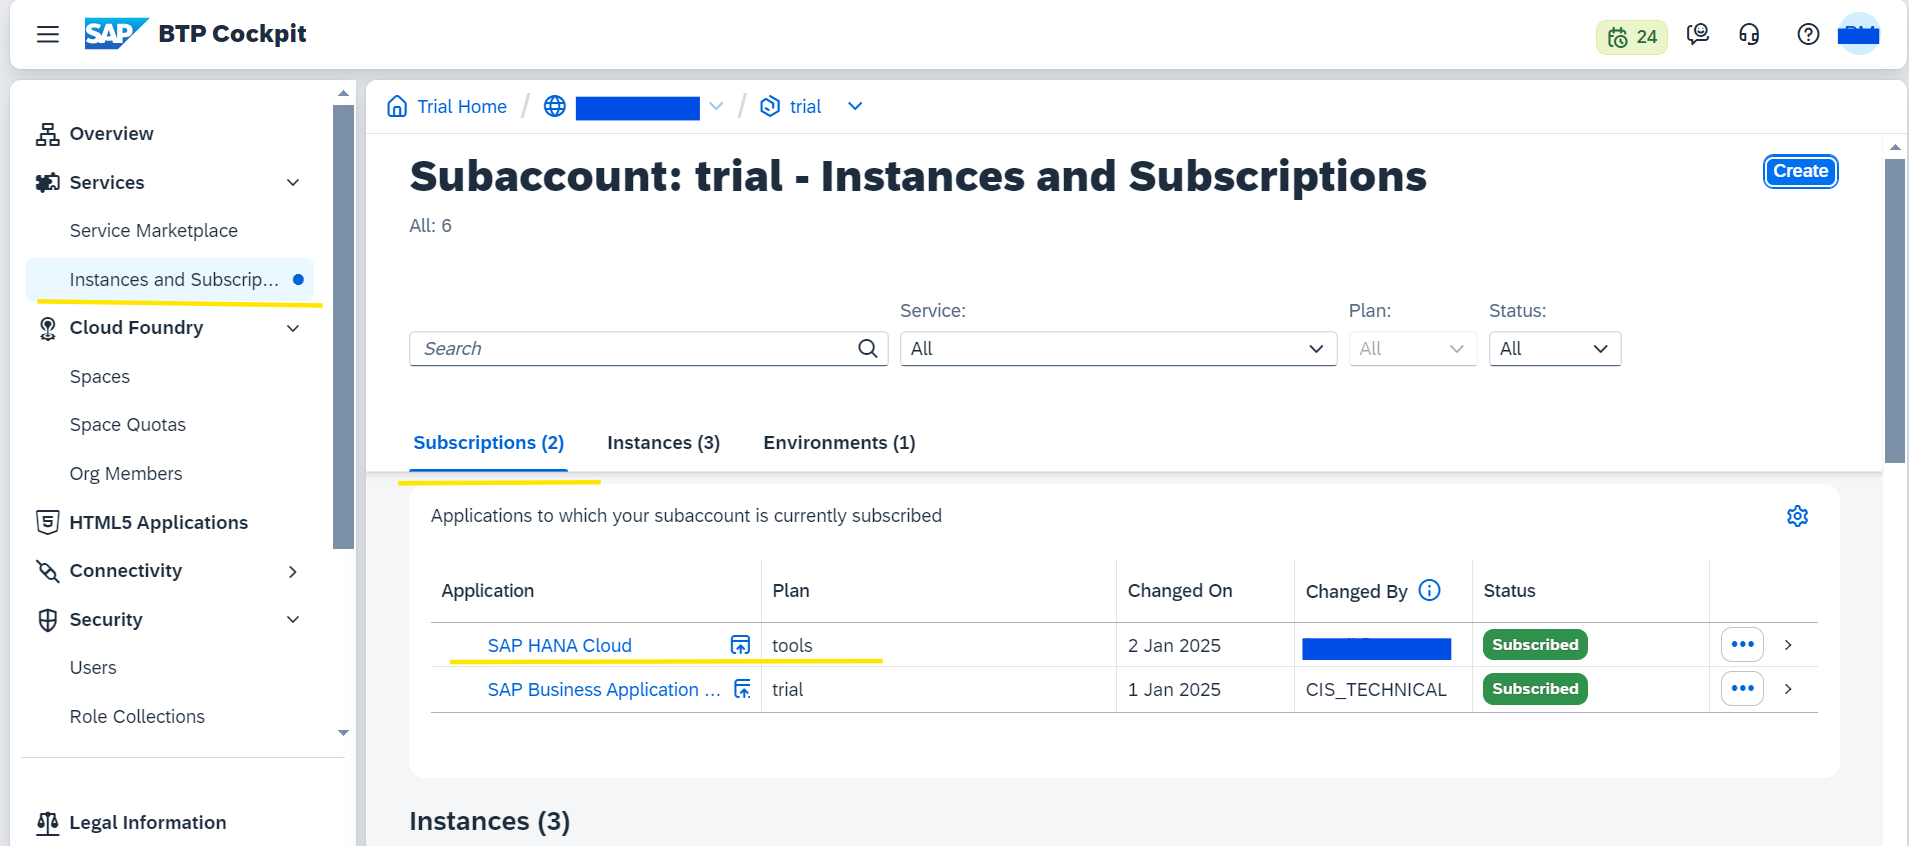 SAP BTP Cockpit
24
Overview
Services
Service Marketplace
Instances and Subscrip...
Cloud Foundry
Spaces
Space Quotas
Org Members
HTML5 Applications
Connectivity
Security
Users
Role Collections
Legal Information
Trial Home / / trial
Subaccount: trial - Instances and Subscriptions
Create
All: 6
Service: Plan: Status:
Search All All All
Subscriptions (2) Instances (3) Environments (1)
Applications to which your subaccount is currently subscribed
Application Plan Changed On Changed By Status
SAP HANA Cloud tools 2 Jan 2025 Subscribed
SAP Business Application ... trial 1 Jan 2025 CIS_TECHNICAL Subscribed
Instances (3)